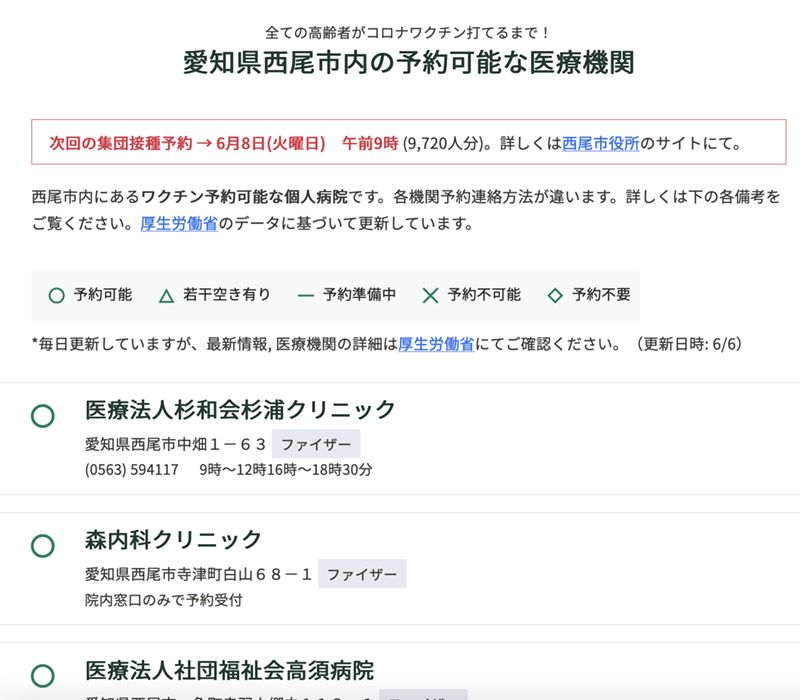 全ての高齢者がコロナワクチン打てるまで！
愛知県西尾市内の予約可能な医療機関
次回の集団接種予約 → 6月8日(火曜日)　午前9時 (9,720人分)。詳しくは西尾市役所のサイトにて。
西尾市内にあるワクチン予約可能な個人病院です。各機関予約連絡方法が違います。詳しくは下の各備考を
ご覧ください。厚生労働省のデータに基づいて更新しています。
予約可能 若干空き有り 予約準備中 予約不可能 予約不要
*毎日更新していますが、最新情報, 医療機関の詳細は厚生労働省にてご確認ください。（更新日時: 6/6）
医療法人杉和会杉浦クリニック
愛知県西尾市中畑１－６３ ファイザー
(0563) 594117　9時〜12時16時〜18時30分
森内科クリニック
愛知県西尾市寺津町白山６８－１ ファイザー
院内窓口のみで予約受付
医療法人社団福祉会高須病院